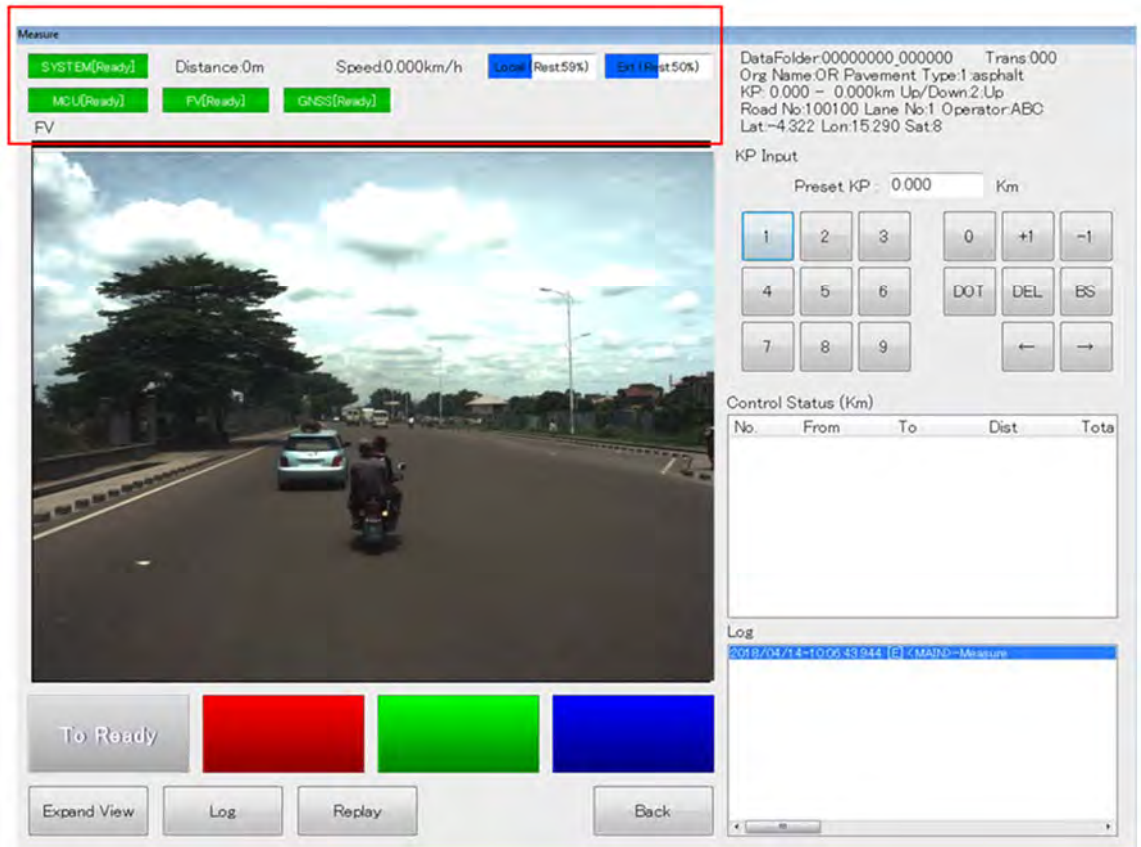 Measure
SYSTEM[Ready] Distance:0m Speed:0.000km/h Local (Rest:59%) Ext (Rest:50%)
MCU[Ready] FV[Ready] GNSS[Ready]
FV
DataFolder:00000000_000000 Trans:000
Org Name:OR Pavement Type:1:asphalt
KP: 0.000 - 0.000km Up/Down:2:Up
Road No:100100 Lane No:1 Operator:ABC
Lat:-4.322 Lon:15.290 Sat:8
KP Input
Preset KP : 0.000 Km
1 2 3 0 +1 -1
4 5 6 DOT DEL BS
7 8 9 ← →
Control Status (Km)
No. From To Dist Tota
Log
2018/04/14-10:06:43.944 [E] <MAIN>-Measure
To Ready
Expand View Log Replay Back